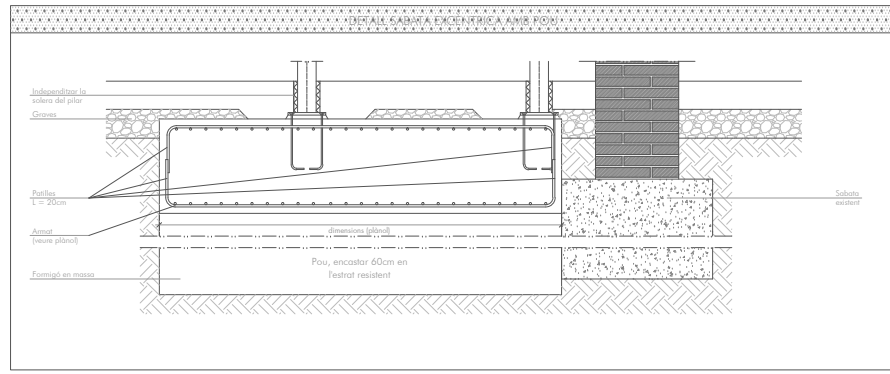 DETALL SABATA EXCÈNTRICA AMB POU
Independitzar la
solera del pilar
Graves
Patilles
L = 20cm
Sabata
existent
Armat
(veure plànol)
dimensions (plànol)
Pou, encastar 60cm en
l'estrat resistent
Formigó en massa